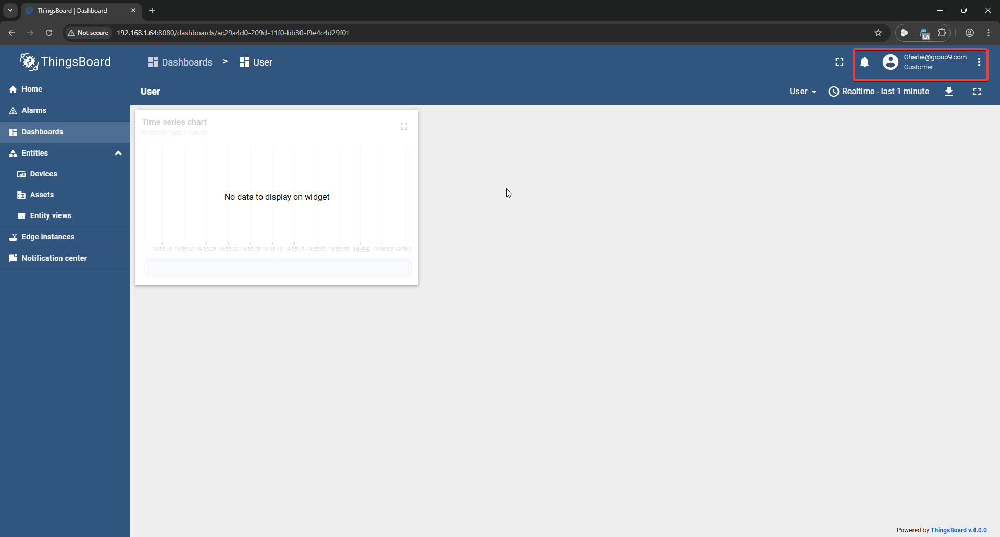 ThingsBoard | Dashboard
Not secure
192.168.1.64:8080/dashboards/ac29a4d0-209d-11f0-bb30-f9e4c4d29f01
CA
ThingsBoard
Dashboards > User
Charlie@group9.com
Customer
Home
Alarms
Dashboards
Entities
Devices
Assets
Entity views
Edge instances
Notification center
User
User
Realtime - last 1 minute
Time series chart
Realtime - last 1 minute
No data to display on widget
19:55:15 19:55:20 19:55:25 19:55:30 19:55:35 19:55:40 19:55:45 19:55:50 19:55:55 19:56 19:56:05 19:56:1
Powered by ThingsBoard v.4.0.0